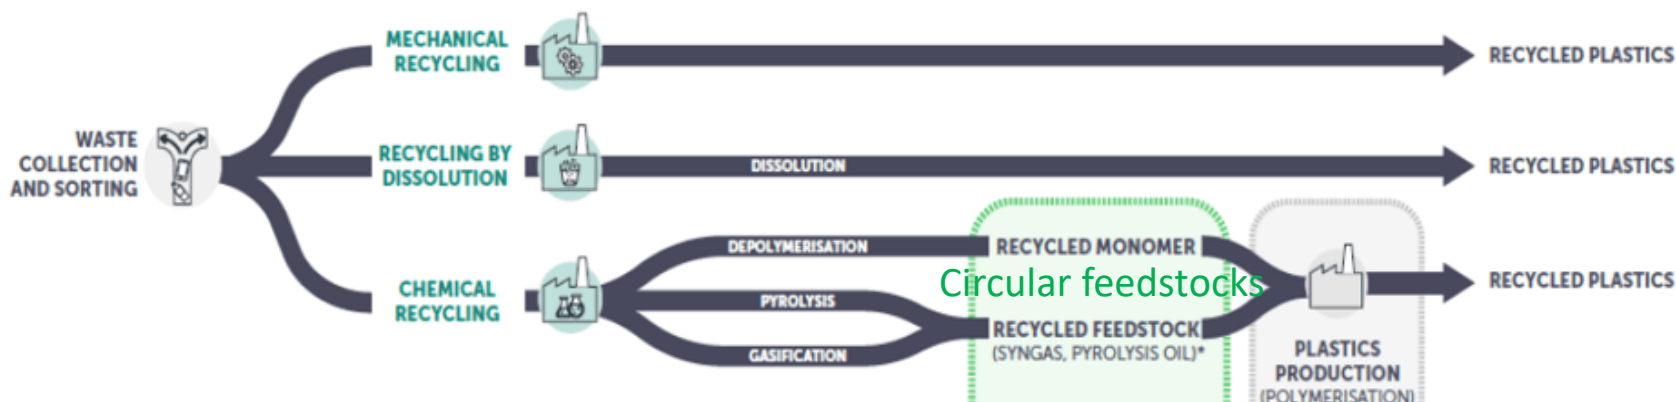 WASTE
COLLECTION
AND SORTING
MECHANICAL
RECYCLING
RECYCLED PLASTICS
RECYCLING BY
DISSOLUTION
DISSOLUTION
RECYCLED PLASTICS
CHEMICAL
RECYCLING
DEPOLYMERISATION
PYROLYSIS
GASIFICATION
RECYCLED MONOMER
Circular feedstocks
RECYCLED FEEDSTOCK
(SYNGAS, PYROLYSIS OIL)*
PLASTICS
PRODUCTION
(POLYMERISATION)
RECYCLED PLASTICS